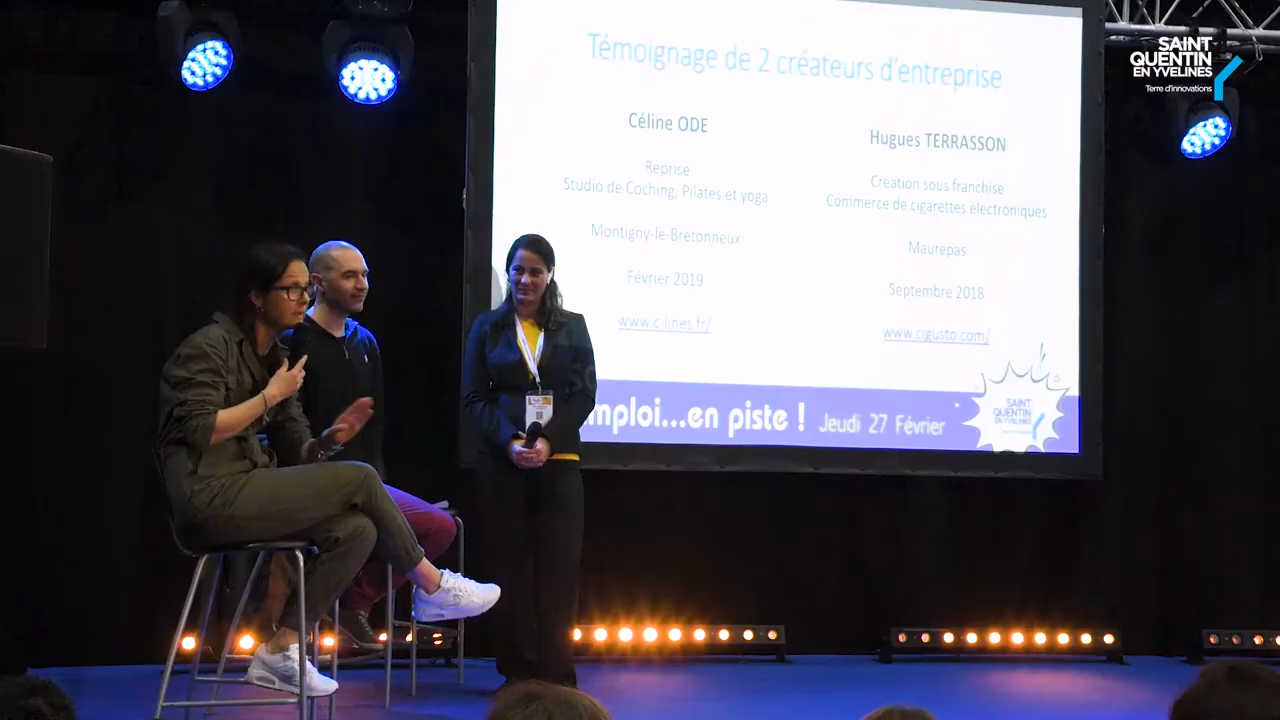 SAINT
QUENTIN
EN YVELINES
Terre d'innovations
Témoignage de 2 créateurs d'entreprise
Céline ODE
Reprise
Studio de Coching, Pilates et yoga
Montigny-le-Bretonneux
Février 2019
www.c-lines.fr/
Hugues TERRASSON
Création sous franchise
Commerce de cigarettes électroniques
Maurepas
Septembre 2018
www.cigusto.com/
mploi...en piste ! Jeudi 27 Février
SAINT
QUENTIN
EN YVELINES